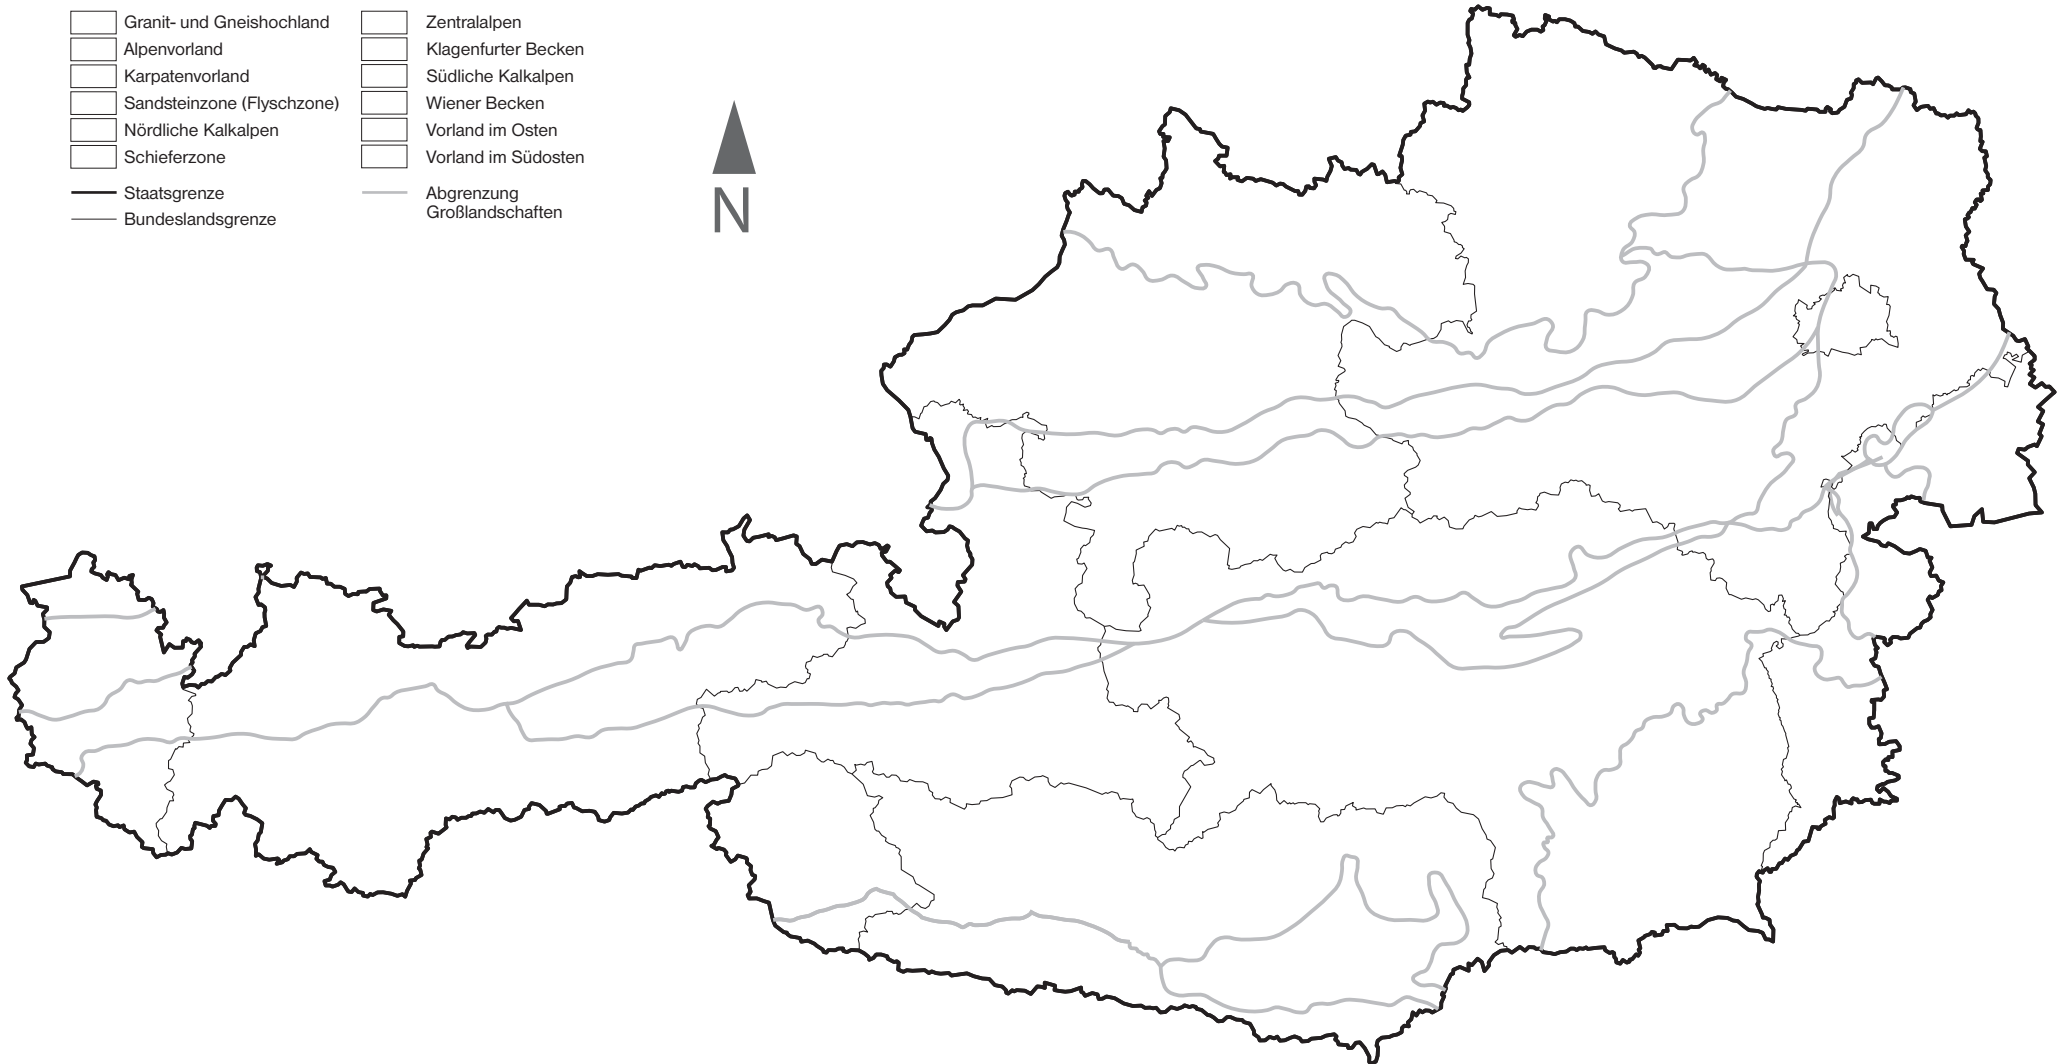 Granit- und Gneishochland
Alpenvorland
Karpatenvorland
Sandsteinzone (Flyschzone)
Nördliche Kalkalpen
Schieferzone
Staatsgrenze
Bundeslandsgrenze
Zentralalpen
Klagenfurter Becken
Südliche Kalkalpen
Wiener Becken
Vorland im Osten
Vorland im Südosten
Abgrenzung
Großlandschaften
N